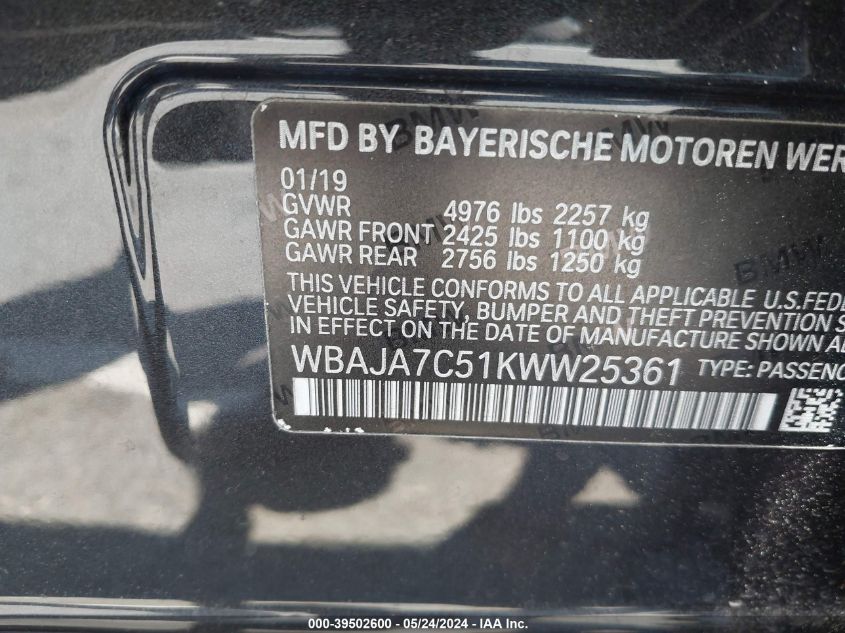 MFD BY BAYERISCHE MOTOREN WER
01/19
GVWR 4976 lbs 2257 kg
GAWR FRONT 2425 lbs 1100 kg
GAWR REAR 2756 lbs 1250 kg
THIS VEHICLE CONFORMS TO ALL APPLICABLE U.S.FEDE
VEHICLE SAFETY, BUMPER AND THEFT PREVENTION S
IN EFFECT ON THE DATE OF MANUFACTURE SHOWN A
WBAJA7C51KWW25361 TYPE: PASSENG
000-39502600 - 05/24/2024 - IAA Inc.